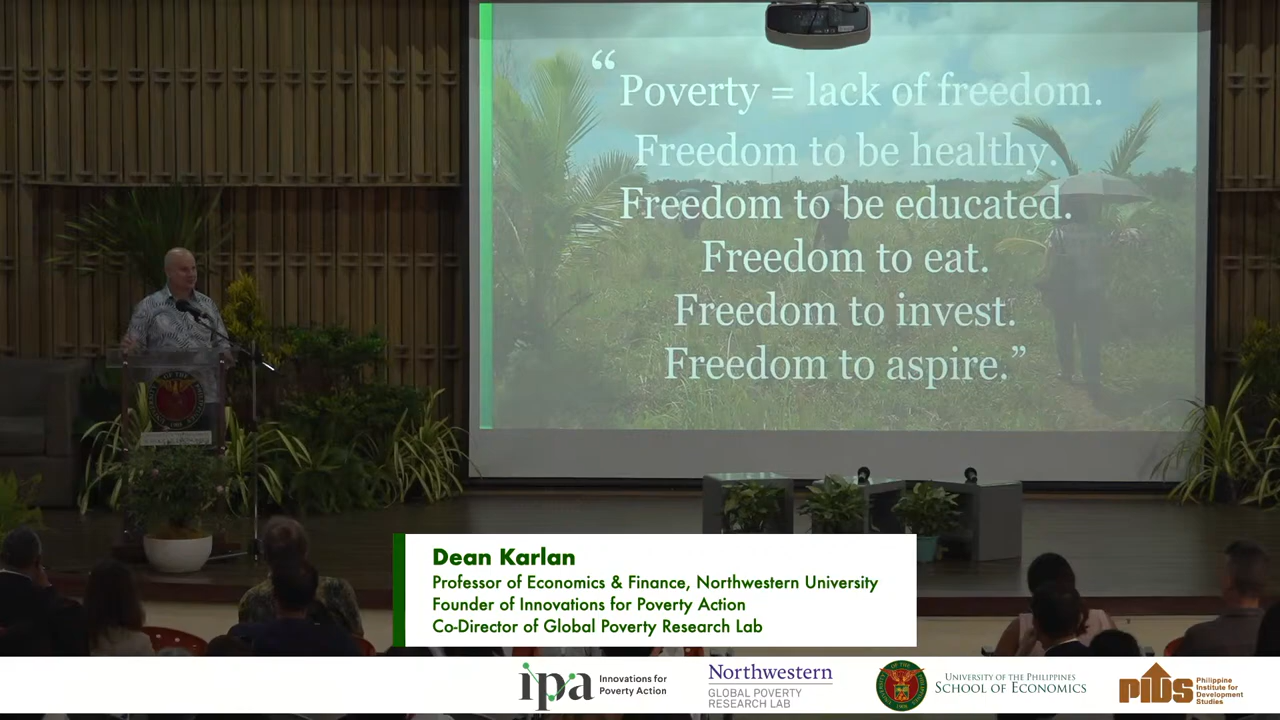 “Poverty = lack of freedom.
Freedom to be healthy.
Freedom to be educated.
Freedom to eat.
Freedom to invest.
Freedom to aspire.”
Dean Karlan
Professor of Economics & Finance, Northwestern University
Founder of Innovations for Poverty Action
Co-Director of Global Poverty Research Lab
ipa
Innovations for
Poverty Action
Northwestern
GLOBAL POVERTY
RESEARCH LAB
UNIVERSITY OF THE PHILIPPINES
SCHOOL OF ECONOMICS
PIDS
Philippine
Institute for
Development
Studies